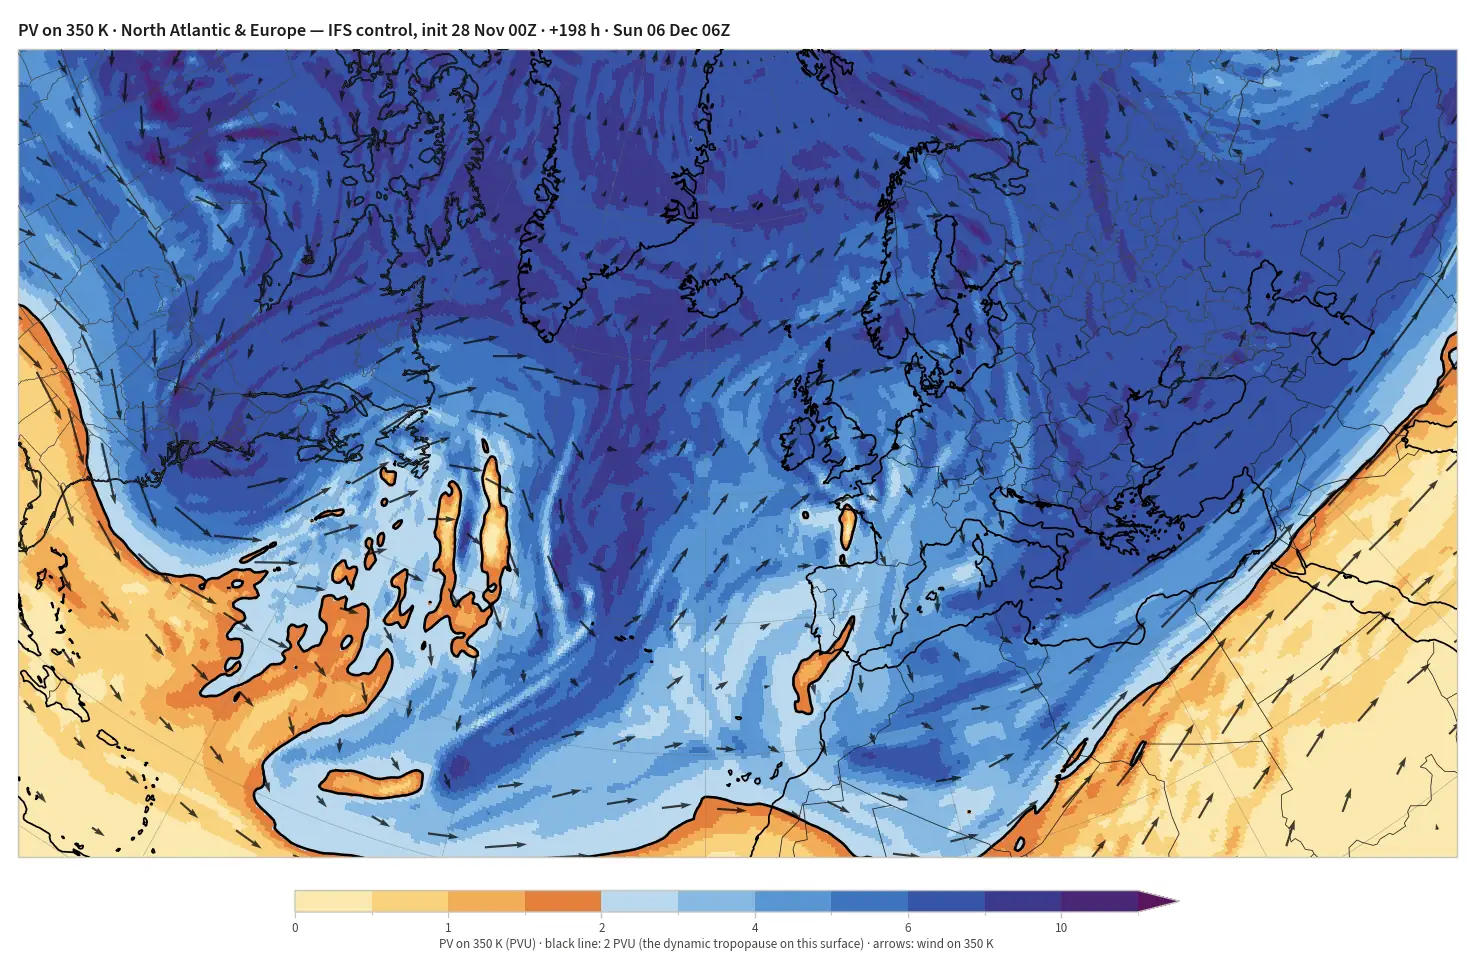 PV on 350 K · North Atlantic & Europe — IFS control, init 28 Nov 00Z · +198 h · Sun 06 Dec 06Z
0 1 2 4 6 10
PV on 350 K (PVU) · black line: 2 PVU (the dynamic tropopause on this surface) · arrows: wind on 350 K